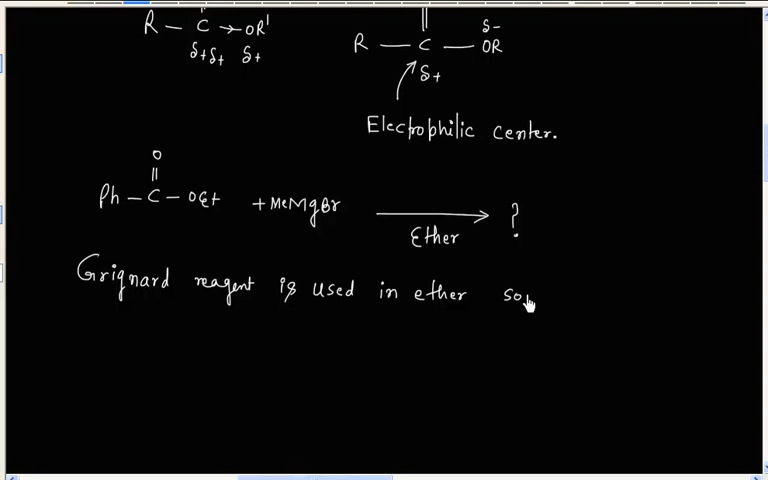 R — C → OR'
δ+δ+ δ+
δ-
R — C — OR
δ+
Electrophilic center.
O
Ph — C — OEt + MeMgBr → ?
Ether
Grignard reagent is used in ether so